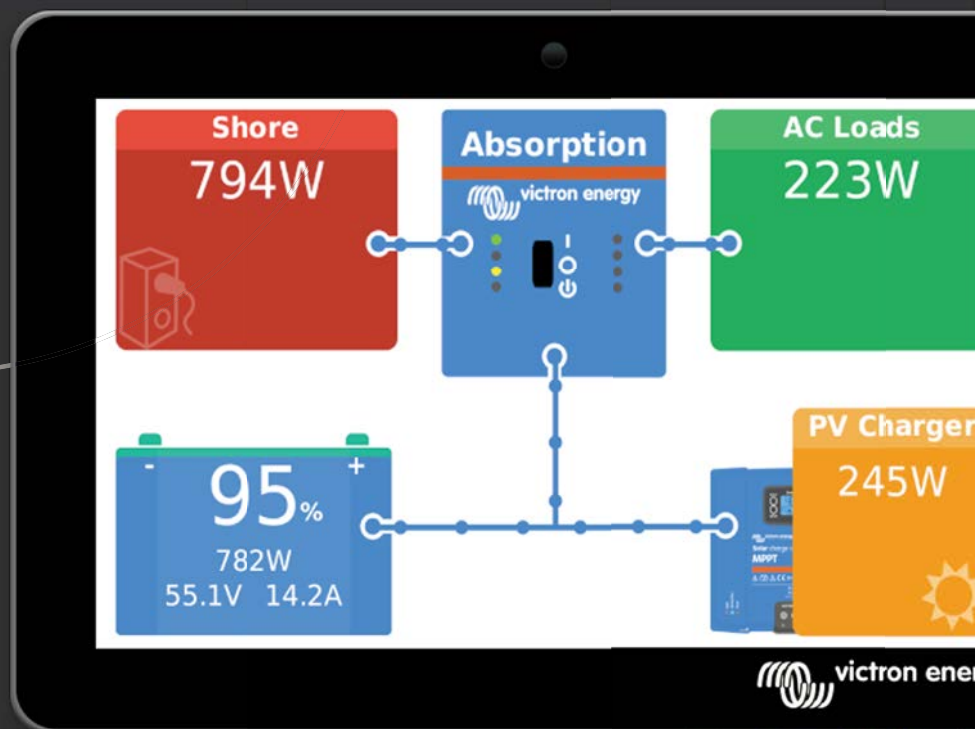 Shore
794W
Absorption
victron energy
AC Loads
223W
- +
95%
782W
55.1V 14.2A
MPPT
PV Charger
245W
victron ener